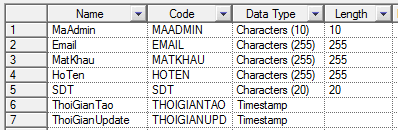 Name Code Data Type Length
1 MaAdmin MAADMIN Characters (10) 10
2 Email EMAIL Characters (255) 255
3 MatKhau MATKHAU Characters (255) 255
4 HoTen HOTEN Characters (255) 255
5 SDT SDT Characters (20) 20
6 ThoiGianTao THOIGIANTAO Timestamp
7 ThoiGianUpdate THOIGIANUPD Timestamp